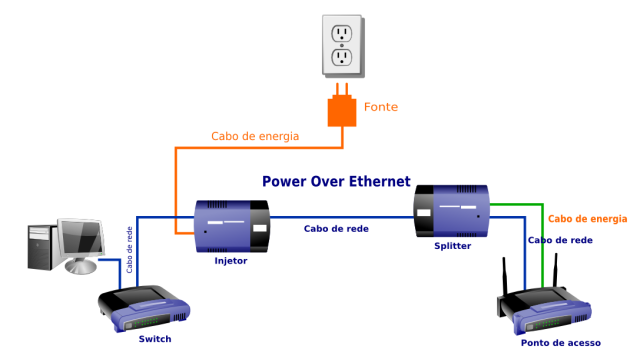 Fonte
Cabo de energia
Power Over Ethernet
Cabo de energia
Cabo de rede
Cabo de rede
Cabo de rede
Splitter
Injetor
Switch
Ponto de acesso